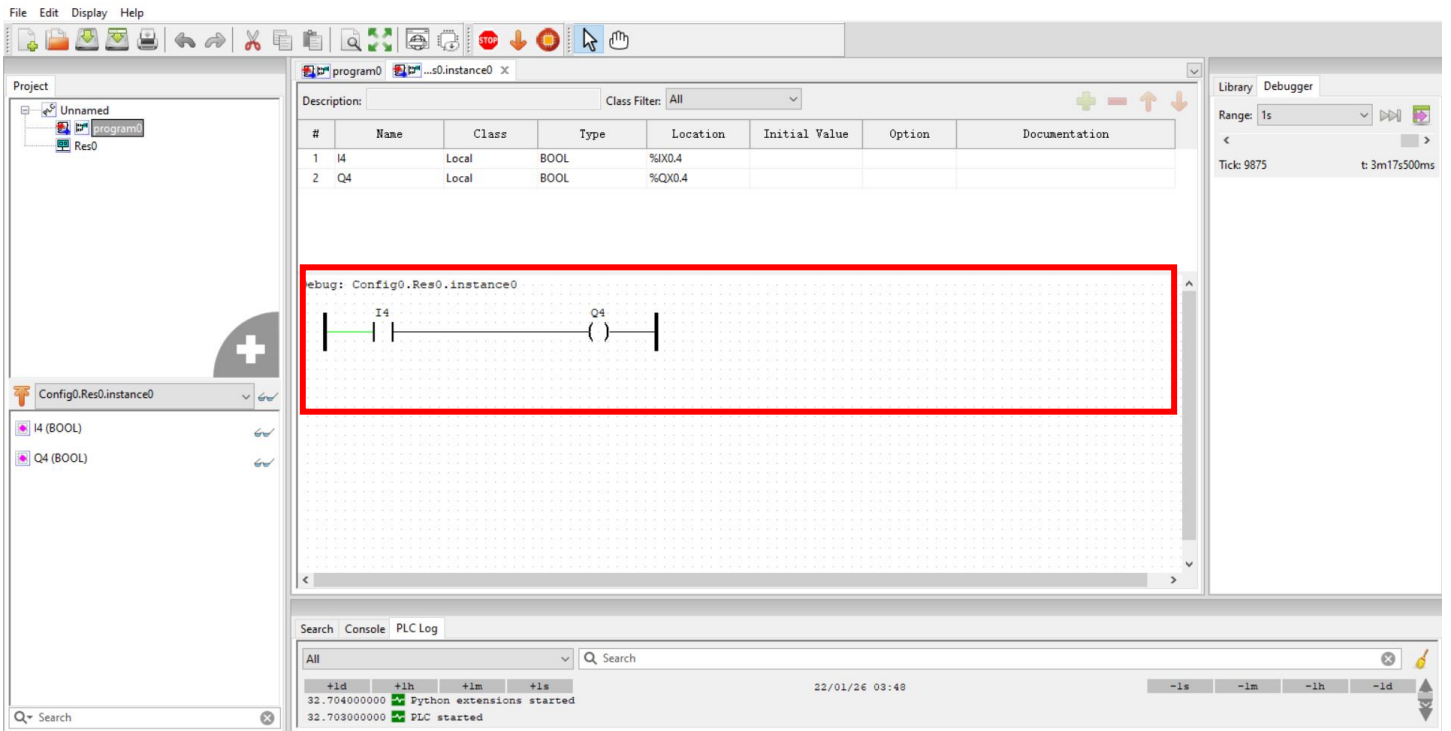 File Edit Display Help
STOP
program0 ...s0.instance0
Project
Unnamed
program0
Res0
Description: Class Filter: All
# Name Class Type Location Initial Value Option Documentation
1 I4 Local BOOL %IX0.4
2 Q4 Local BOOL %QX0.4
Library Debugger
Range: 1s
Tick: 9875 t: 3m17s500ms
ebug: Config0.Res0.instance0
I4 Q4
Config0.Res0.instance0
I4 (BOOL)
Q4 (BOOL)
Search
Search Console PLC Log
All Search
+1d +1h +1m +1s 22/01/26 03:48 -1s -1m -1h -1d
32.704000000 Python extensions started
32.703000000 PLC started